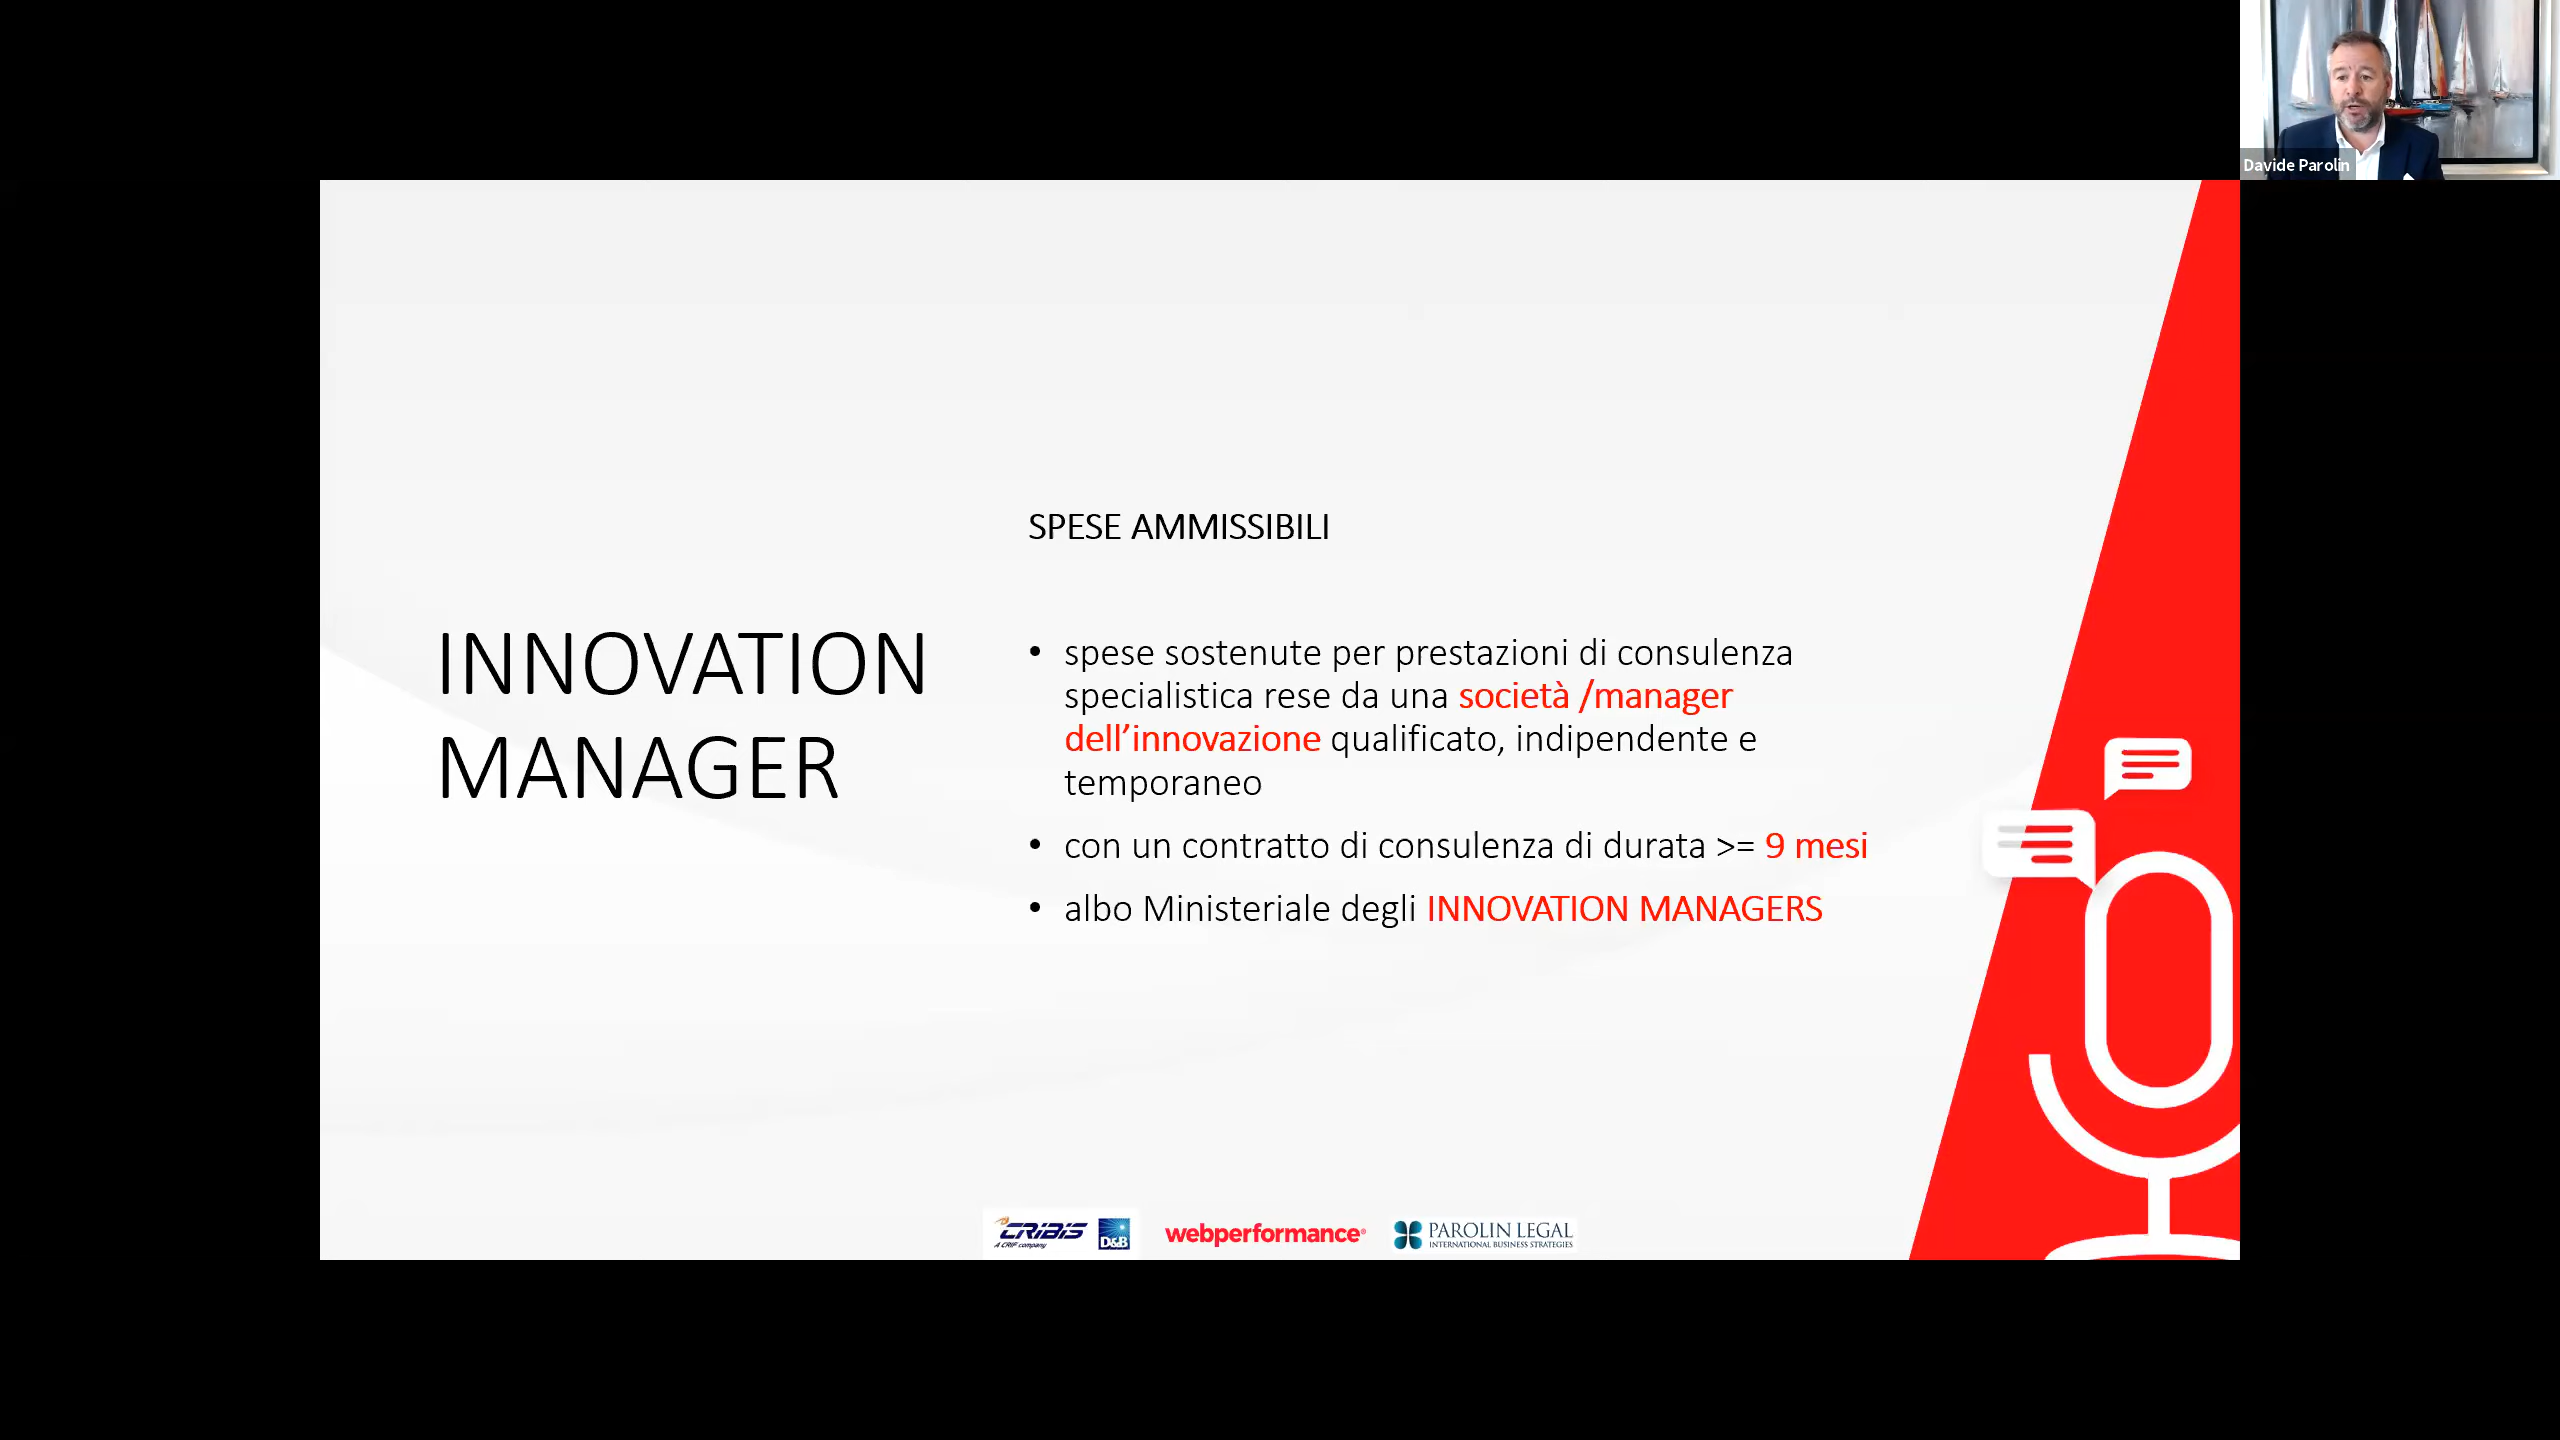 Davide Parolin
INNOVATION
MANAGER
SPESE AMMISSIBILI
• spese sostenute per prestazioni di consulenza
specialistica rese da una società /manager
dell’innovazione qualificato, indipendente e
temporaneo
• con un contratto di consulenza di durata >= 9 mesi
• albo Ministeriale degli INNOVATION MANAGERS
CRIBIS
A CRIF company
D&B
webperformance®
PAROLIN LEGAL
INTERNATIONAL BUSINESS STRATEGIES